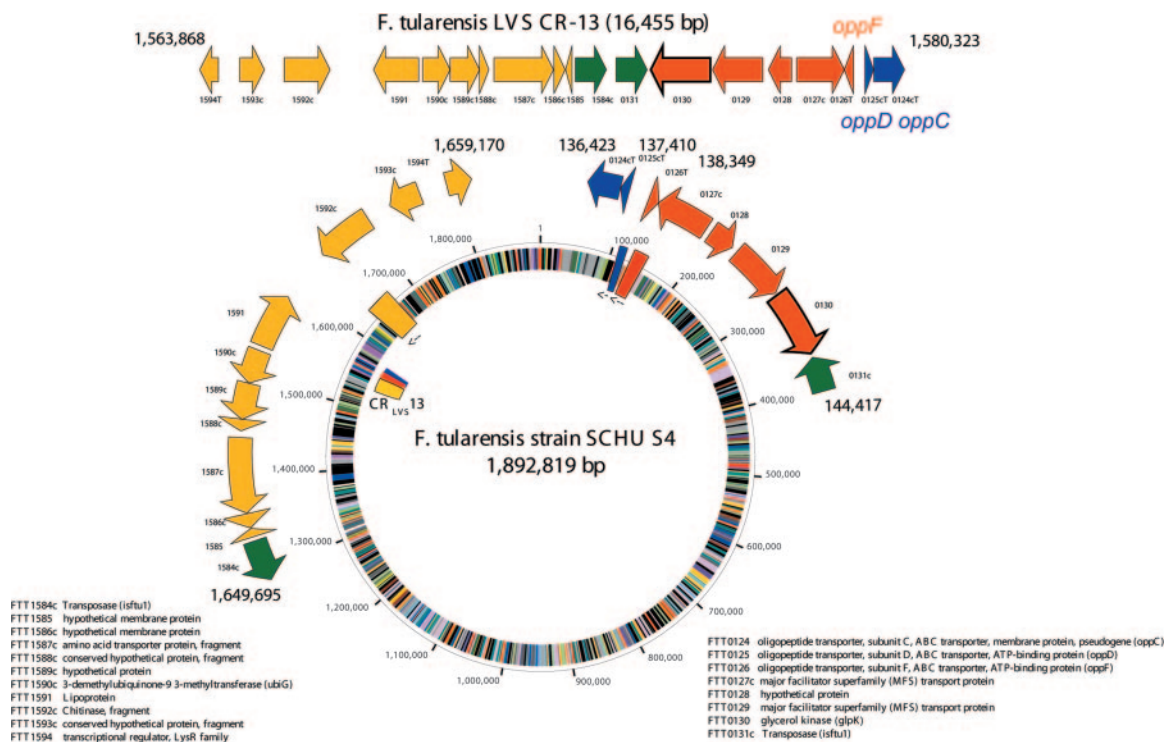 F. tularensis LVS CR-13 (16,455 bp)
oppF
1,563,868
1,580,323
1594T 1593c 1592c 1591 1590c 1589c 1588c 1587c 1586c 1585 1584c 0131 0130 0129 0128 0127c 0126T 0125cT 0124cT
oppD oppC
1,659,170
136,423
137,410
138,349
1594T
1593c
1592c
0124cT
0125cT
0126T
0127c
0128
0129
0130
0131c
144,417
1591
1590c
1589c
1588c
1587c
1586c
1585
1584c
1,649,695
1
100,000
200,000
300,000
400,000
500,000
600,000
700,000
800,000
900,000
1,000,000
1,100,000
1,200,000
1,300,000
1,400,000
1,500,000
1,600,000
1,700,000
1,800,000
CR LVS 13
F. tularensis strain SCHU S4
1,892,819 bp
FTT1584c Transposase (isftu1)
FTT1585 hypothetical membrane protein
FTT1586c hypothetical membrane protein
FTT1587c amino acid transporter protein, fragment
FTT1588c conserved hypothetical protein, fragment
FTT1589c hypothetical protein
FTT1590c 3-demethylubiquinone-9 3-methyltransferase (ubiG)
FTT1591 Lipoprotein
FTT1592c Chitinase, fragment
FTT1593c conserved hypothetical protein, fragment
FTT1594 transcriptional regulator, LysR family
FTT0124 oligopeptide transporter, subunit C, ABC transporter, membrane protein, pseudogene (oppC)
FTT0125 oligopeptide transporter, subunit D, ABC transporter, ATP-binding protein (oppD)
FTT0126 oligopeptide transporter, subunit F, ABC transporter, ATP-binding protein (oppF)
FTT0127c major facilitator superfamily (MFS) transport protein
FTT0128 hypothetical protein
FTT0129 major facilitator superfamily (MFS) transport protein
FTT0130 glycerol kinase (glpK)
FTT0131c Transposase (isftu1)